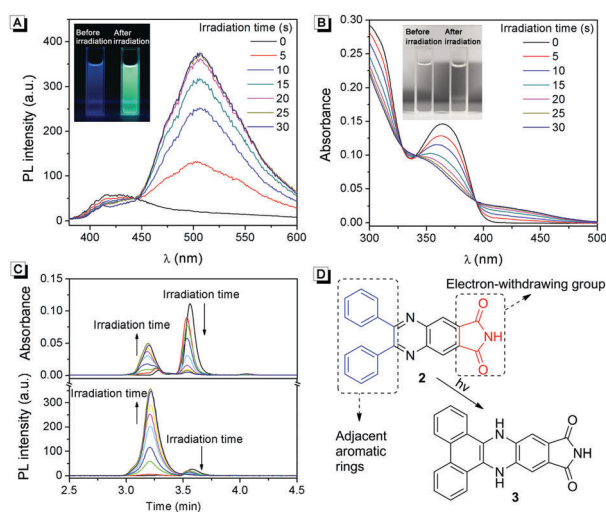 A
Before irradiation
After irradiation
Irradiation time (s)
0
5
10
15
20
25
30
PL intensity (a.u.)
400
300
200
100
0
400
450
500
550
600
λ (nm)
B
Before irradiation
After irradiation
Irradiation time (s)
0
5
10
15
20
25
30
Absorbance
0.30
0.25
0.20
0.15
0.10
0.05
0.00
300
350
400
450
500
λ (nm)
C
Irradiation time
Irradiation time
Absorbance
0.15
0.10
0.05
0.00
Irradiation time
Irradiation time
PL intensity (a.u.)
300
200
100
0
2.5
3.0
3.5
4.0
4.5
Time (min)
D
Electron-withdrawing group
N
N
O
NH
O
2
hν
Adjacent
aromatic
rings
H
N
N
H
O
NH
O
3